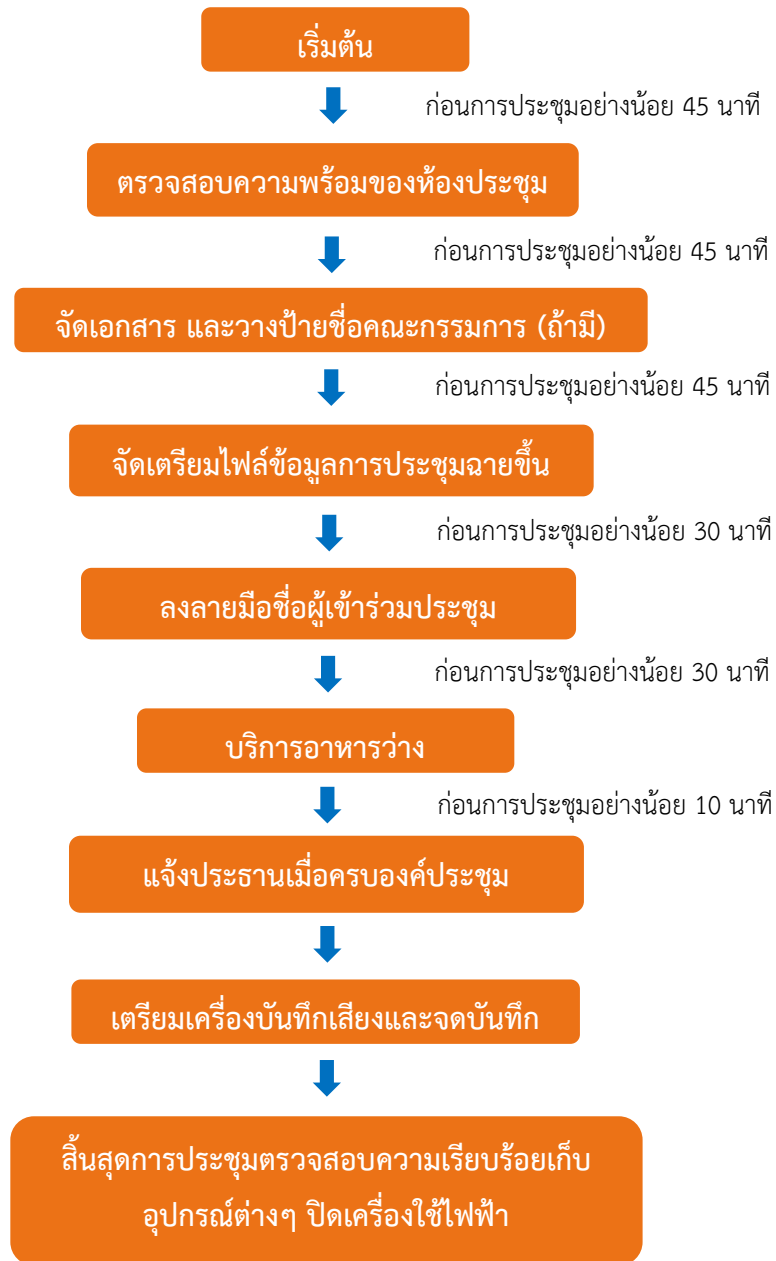 เริ่มต้น
ก่อนการประชุมอย่างน้อย 45 นาที
ตรวจสอบความพร้อมของห้องประชุม
ก่อนการประชุมอย่างน้อย 45 นาที
จัดเอกสาร และวางป้ายชื่อคณะกรรมการ (ถ้ามี)
ก่อนการประชุมอย่างน้อย 45 นาที
จัดเตรียมไฟล์ข้อมูลการประชุมฉายขึ้น
ก่อนการประชุมอย่างน้อย 30 นาที
ลงลายมือชื่อผู้เข้าร่วมประชุม
ก่อนการประชุมอย่างน้อย 30 นาที
บริการอาหารว่าง
ก่อนการประชุมอย่างน้อย 10 นาที
แจ้งประธานเมื่อครบองค์ประชุม
เตรียมเครื่องบันทึกเสียงและจดบันทึก
สิ้นสุดการประชุมตรวจสอบความเรียบร้อยเก็บ
อุปกรณ์ต่างๆ ปิดเครื่องใช้ไฟฟ้า